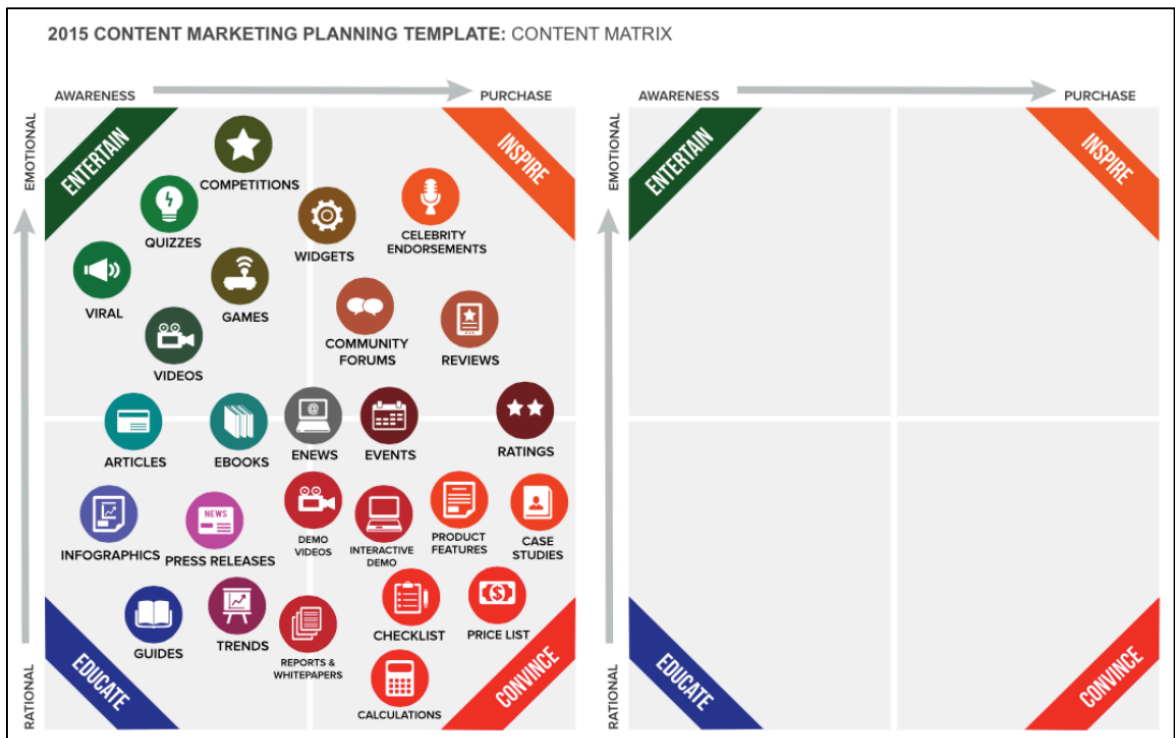 2015 CONTENT MARKETING PLANNING TEMPLATE: CONTENT MATRIX
AWARENESS
PURCHASE
EMOTIONAL
RATIONAL
ENTERTAIN
INSPIRE
COMPETITIONS
QUIZZES
WIDGETS
CELEBRITY
ENDORSEMENTS
VIRAL
GAMES
VIDEOS
COMMUNITY
FORUMS
REVIEWS
ARTICLES
EBOOKS
@
ENEWS
EVENTS
RATINGS
INFOGRAPHICS
NEWS
PRESS RELEASES
DEMO
VIDEOS
INTERACTIVE
DEMO
PRODUCT
FEATURES
CASE
STUDIES
GUIDES
TRENDS
REPORTS &
WHITEPAPERS
CHECKLIST
$
PRICE LIST
CALCULATIONS
EDUCATE
CONVINCE
AWARENESS
PURCHASE
EMOTIONAL
RATIONAL
ENTERTAIN
INSPIRE
EDUCATE
CONVINCE